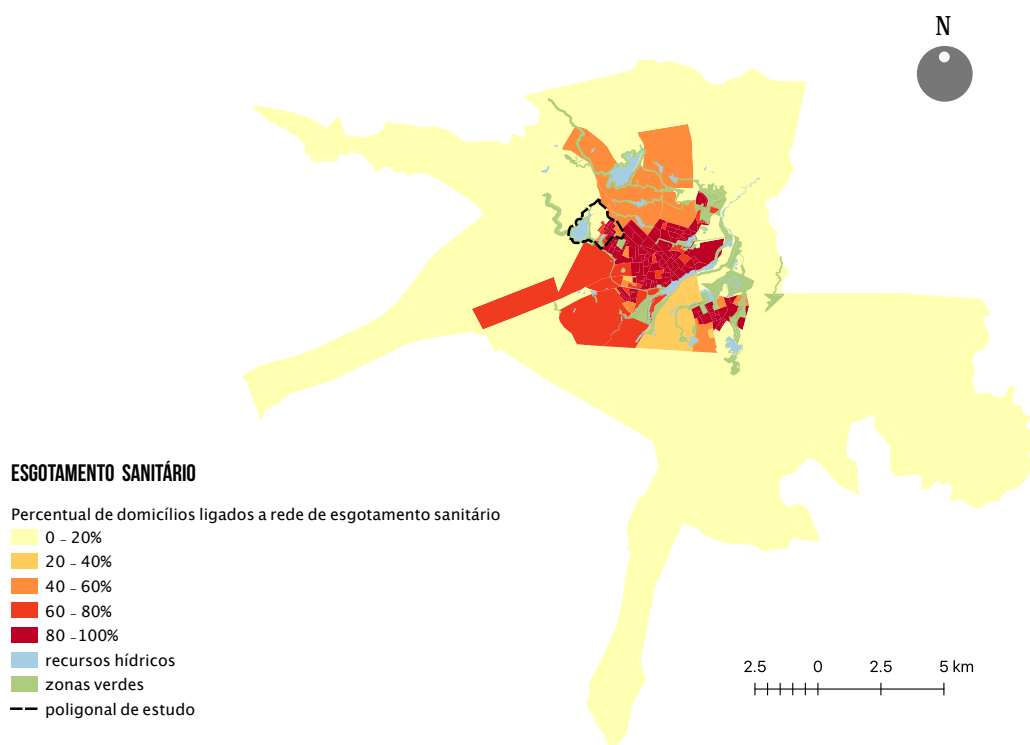 N
ESGOTAMENTO SANITÁRIO
Percentual de domicílios ligados a rede de esgotamento sanitário
0 - 20%
20 - 40%
40 - 60%
60 - 80%
80 -100%
recursos hídricos
zonas verdes
poligonal de estudo
2.5 0 2.5 5 km